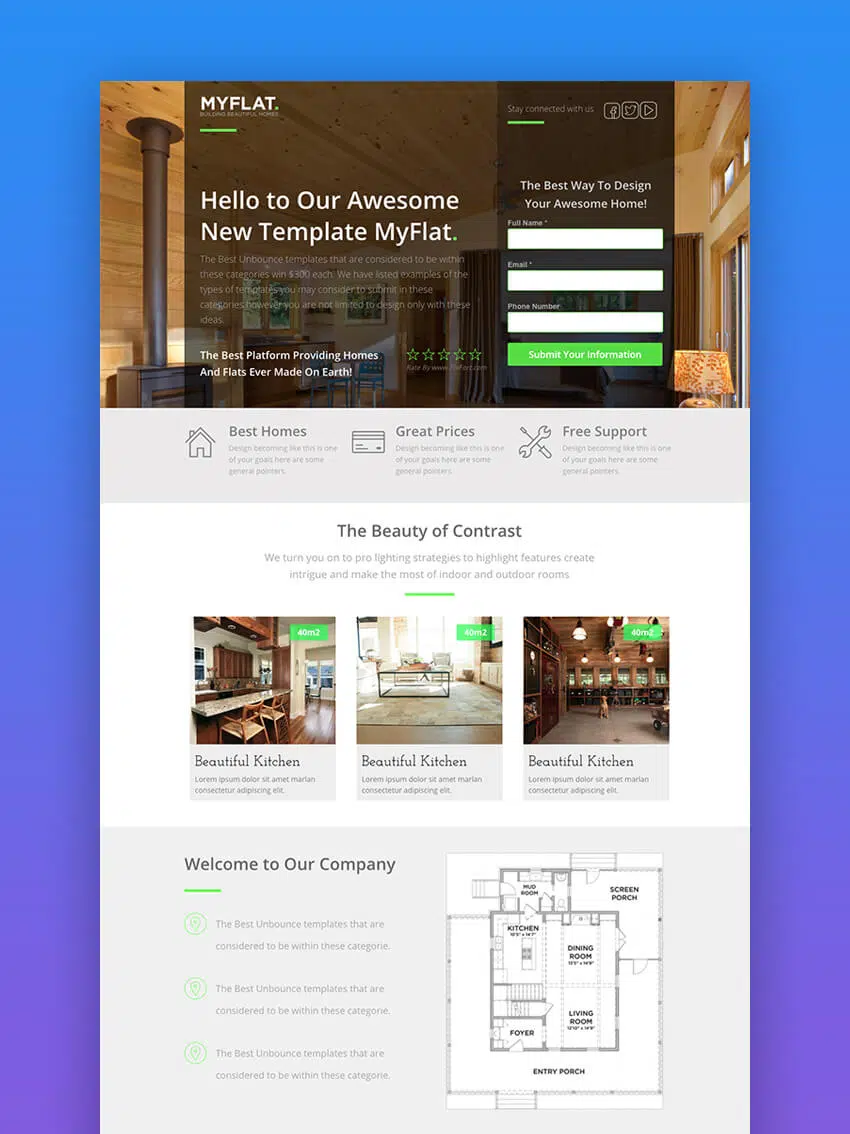 MYFLAT.
BUILDING BEAUTIFUL HOMES
Stay connected with us
Hello to Our Awesome
New Template MyFlat.
The Best Unbounce templates that are considered to be within
these categories win $300 each. We have listed examples of the
types of templates you may consider to submit in these
categories however you are not limited to design only with these
ideas.
The Best Platform Providing Homes
And Flats Ever Made On Earth!
Rate By www.PixFort.com
The Best Way To Design
Your Awesome Home!
Full Name *
Email *
Phone Number
Submit Your Information
Best Homes
Design becoming like this is one
of your goals here are some
general pointers.
Great Prices
Design becoming like this is one
of your goals here are some
general pointers.
Free Support
Design becoming like this is one
of your goals here are some
general pointers.
The Beauty of Contrast
We turn you on to pro lighting strategies to highlight features create
intrigue and make the most of indoor and outdoor rooms
40m2
40m2
40m2
Beautiful Kitchen
Lorem ipsum dolor sit amet marlan
consectetur adipiscing elit.
Beautiful Kitchen
Lorem ipsum dolor sit amet marlan
consectetur adipiscing elit.
Beautiful Kitchen
Lorem ipsum dolor sit amet marlan
consectetur adipiscing elit.
Welcome to Our Company
The Best Unbounce templates that are
considered to be within these categorie.
The Best Unbounce templates that are
considered to be within these categorie.
The Best Unbounce templates that are
considered to be within these categorie.
MUD
ROOM
SCREEN
PORCH
KITCHEN
DINING
ROOM
LIVING
ROOM
FOYER
ENTRY PORCH